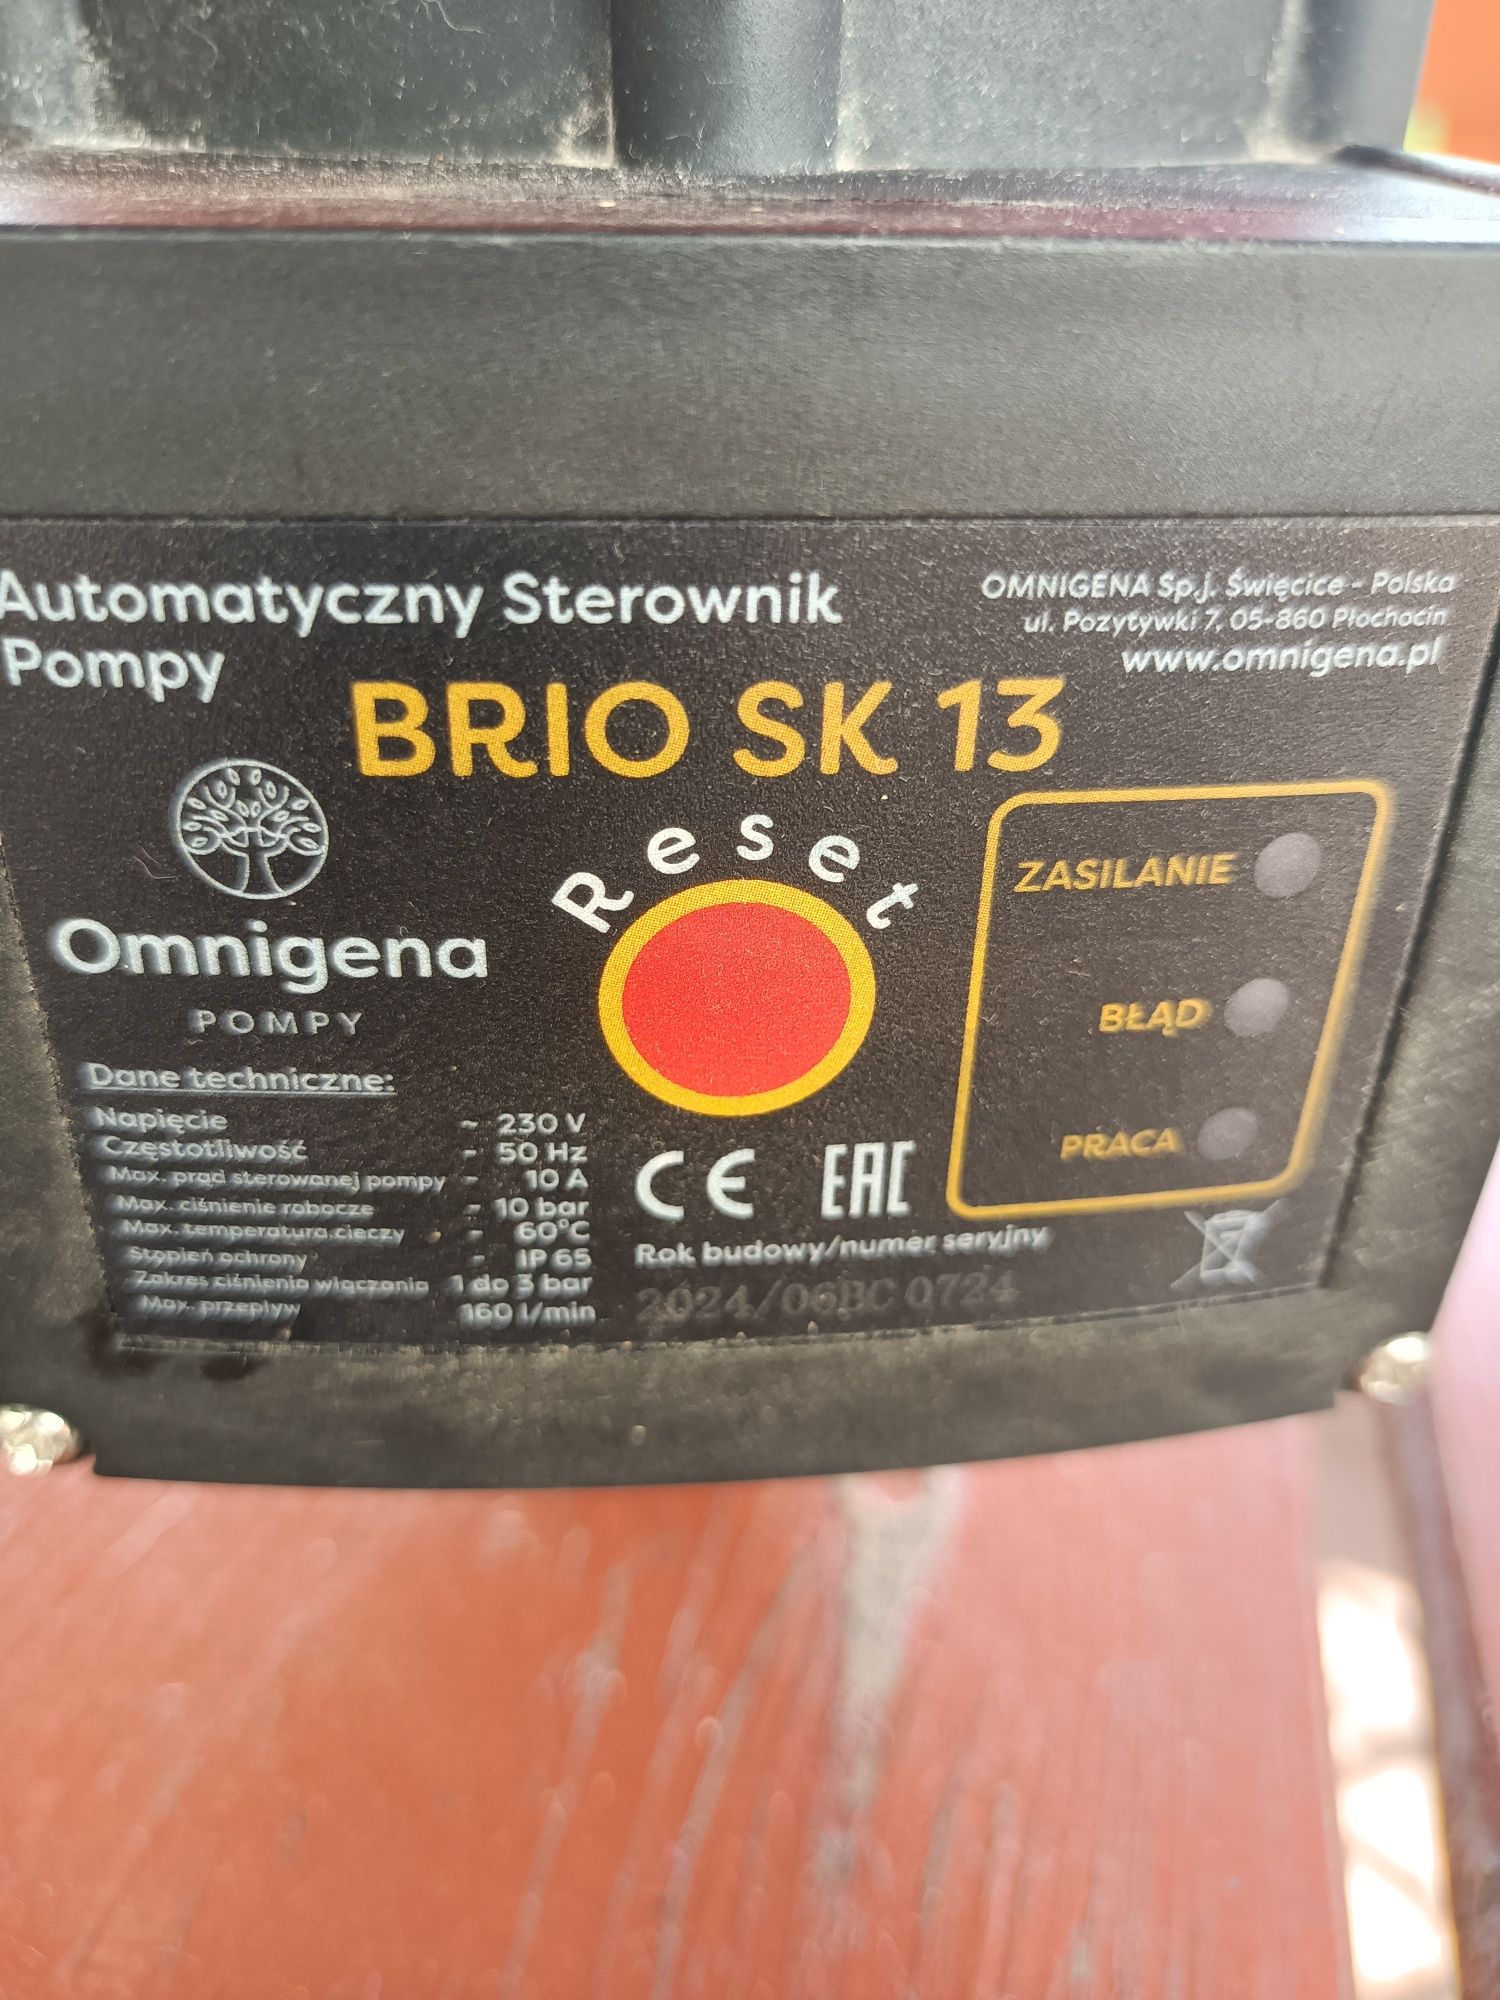 Automatyczny Sterownik
Pompy
OMNIGENA Sp.j. Święcice - Polska
ul. Pozytywki 7, 05-860 Płochocin
www.omnigena.pl
BRIO SK 13
Reset
Omnigena
POMPY
ZASILANIE
BŁĄD
PRACA
Dane techniczne:
Napięcie ~ 230 V
Częstotliwość - 50 Hz
Max. prąd sterowanej pompy - 10 A
Max. ciśnienie robocze - 10 bar
Max. temperatura cieczy - 60°C
Stopień ochrony - IP 65
Zakres ciśnienia włączania 1 do 3 bar
Max. przepływ 160 l/min
CE EAC
Rok budowy/numer seryjny
2024/06BC 0724